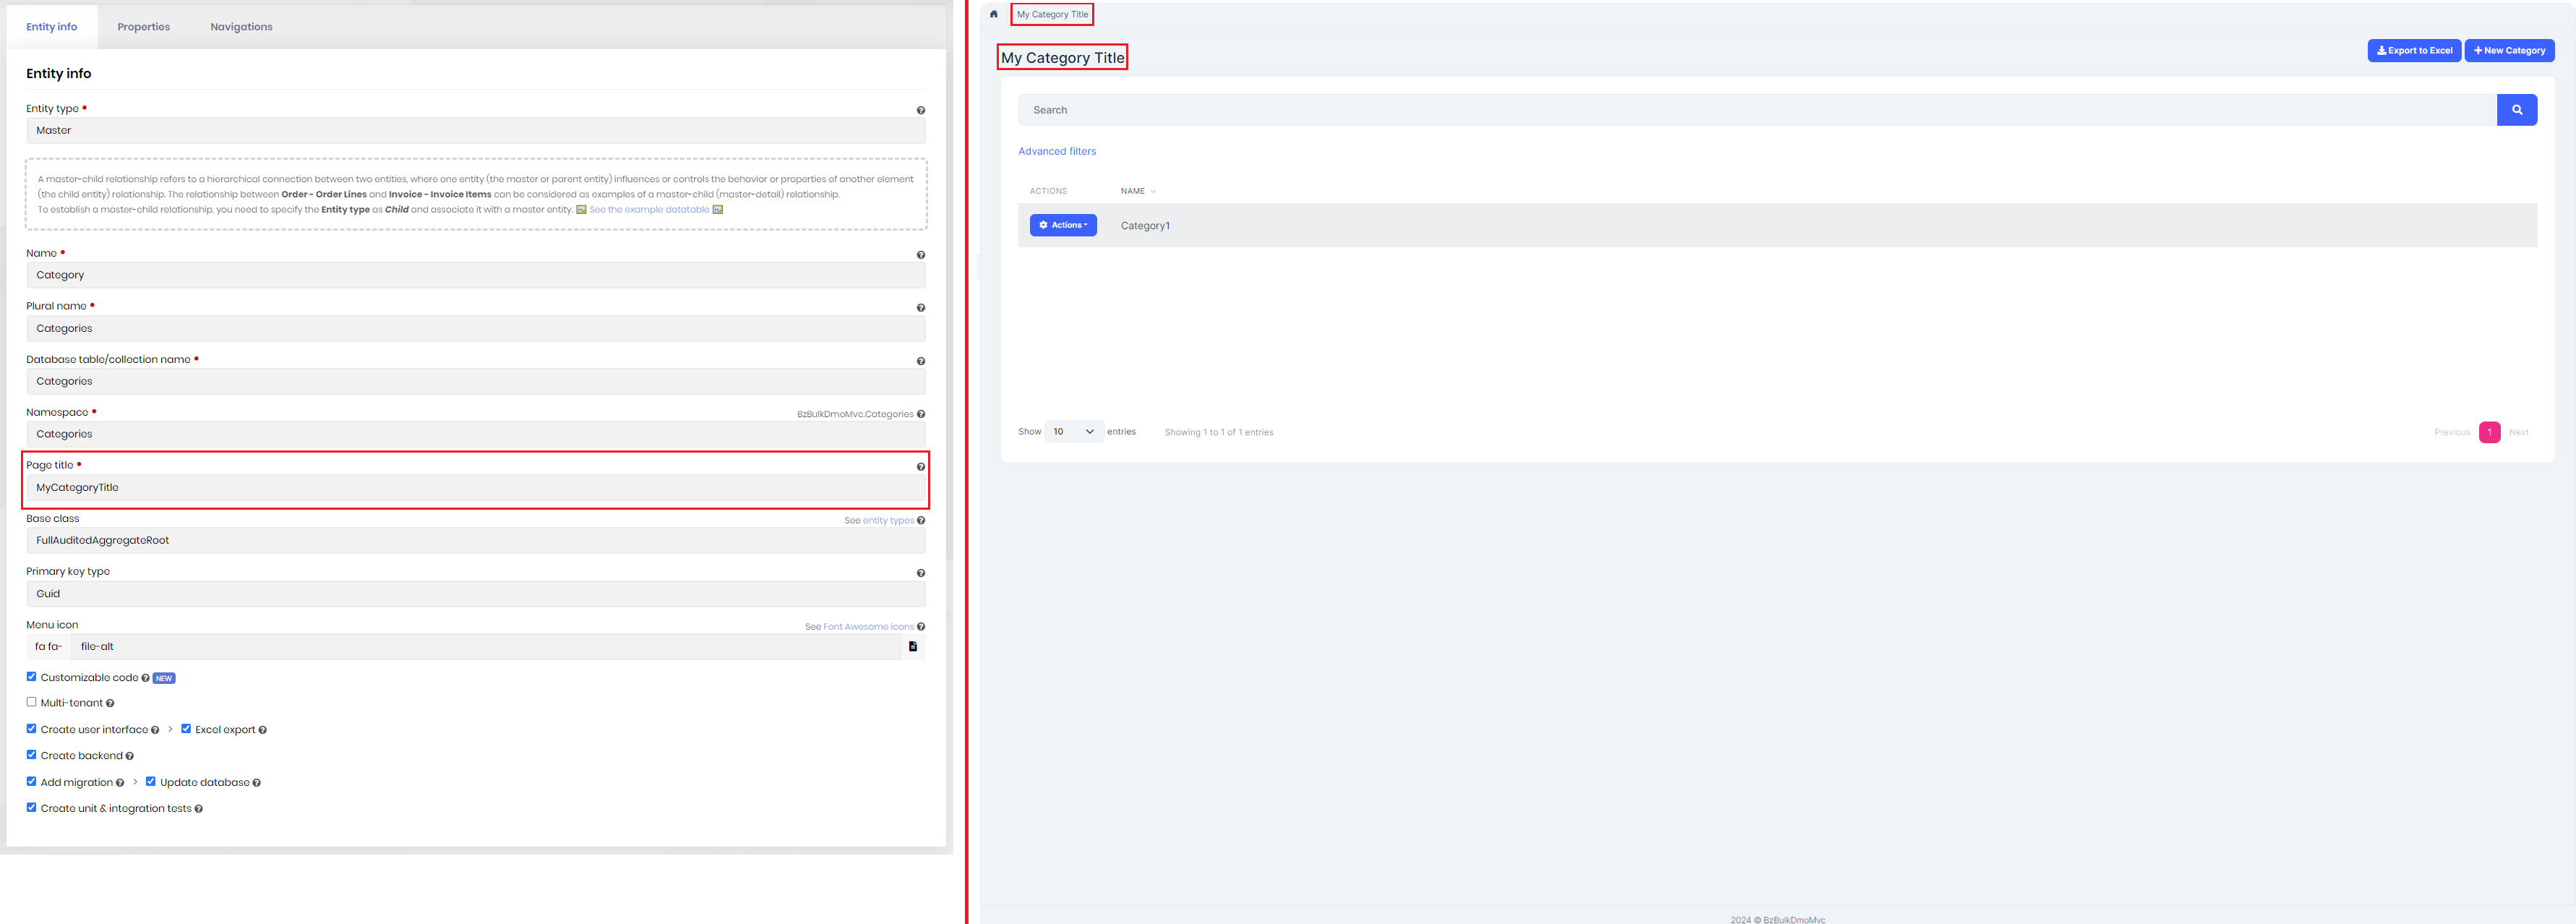 Entity info
Properties
Navigations
Entity info
Entity type
Master
A master-child relationship refers to a hierarchical connection between two entities, where one entity (the master or parent entity) influences or controls the behavior or properties of another element
(the child entity) relationship. The relationship between Order - Order Lines and Invoice - Invoice Items can be considered as examples of a master-child (master-detail) relationship.
To establish a master-child relationship, you need to specify the Entity type as Child and associate it with a master entity. See the example datatable
Name
Category
Plural name
Categories
Database table/collection name
Categories
Namespace
BzBulkDmoMvc.Categories
Categories
Page title
MyCategoryTitle
Base class
See entity types
FullAuditedAggregateRoot
Primary key type
Guid
Menu icon
See Font Awesome icons
fa fa-
file-alt
Customizable code NEW
Multi-tenant
Create user interface > Excel export
Create backend
Add migration > Update database
Create unit & integration tests
My Category Title
My Category Title
Export to Excel
+ New Category
Search
Advanced filters
ACTIONS
NAME
Actions
Category1
Show 10 entries
Showing 1 to 1 of 1 entries
Previous 1 Next
2024 © BzBulkDmoMvc